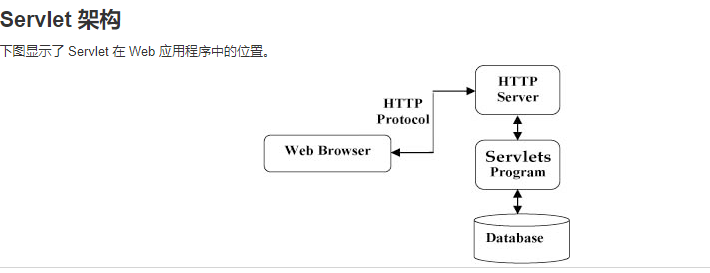 Servlet 架构
下图显示了 Servlet 在 Web 应用程序中的位置。
HTTP
Server
HTTP
Protocol
Web Browser
Servlets
Program
Database